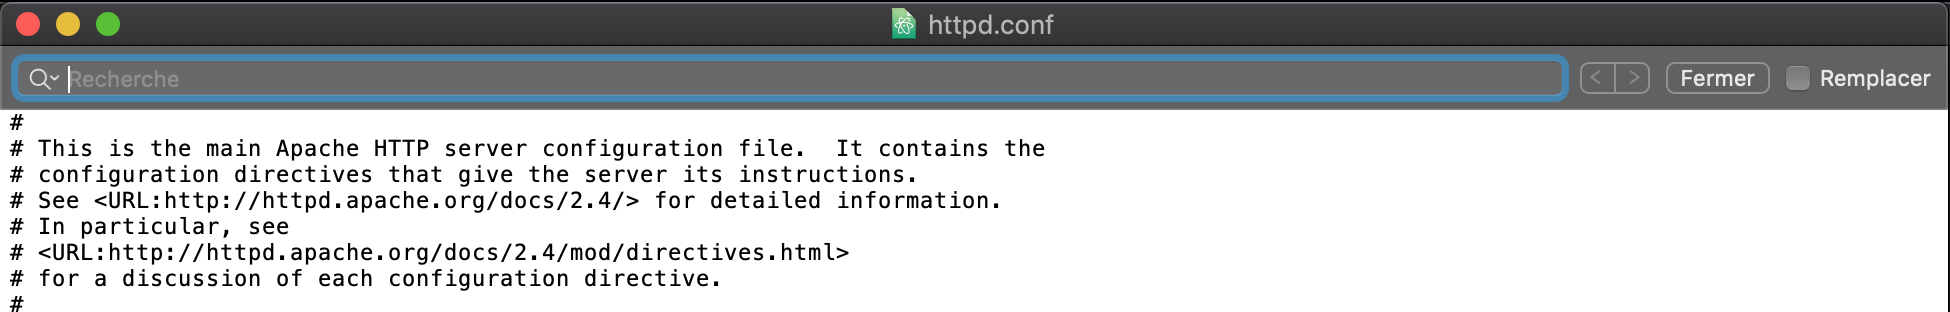 httpd.conf
Recherche
< > Fermer Remplacer
#
# This is the main Apache HTTP server configuration file.  It contains the
# configuration directives that give the server its instructions.
# See <URL:http://httpd.apache.org/docs/2.4/> for detailed information.
# In particular, see
# <URL:http://httpd.apache.org/docs/2.4/mod/directives.html>
# for a discussion of each configuration directive.
#